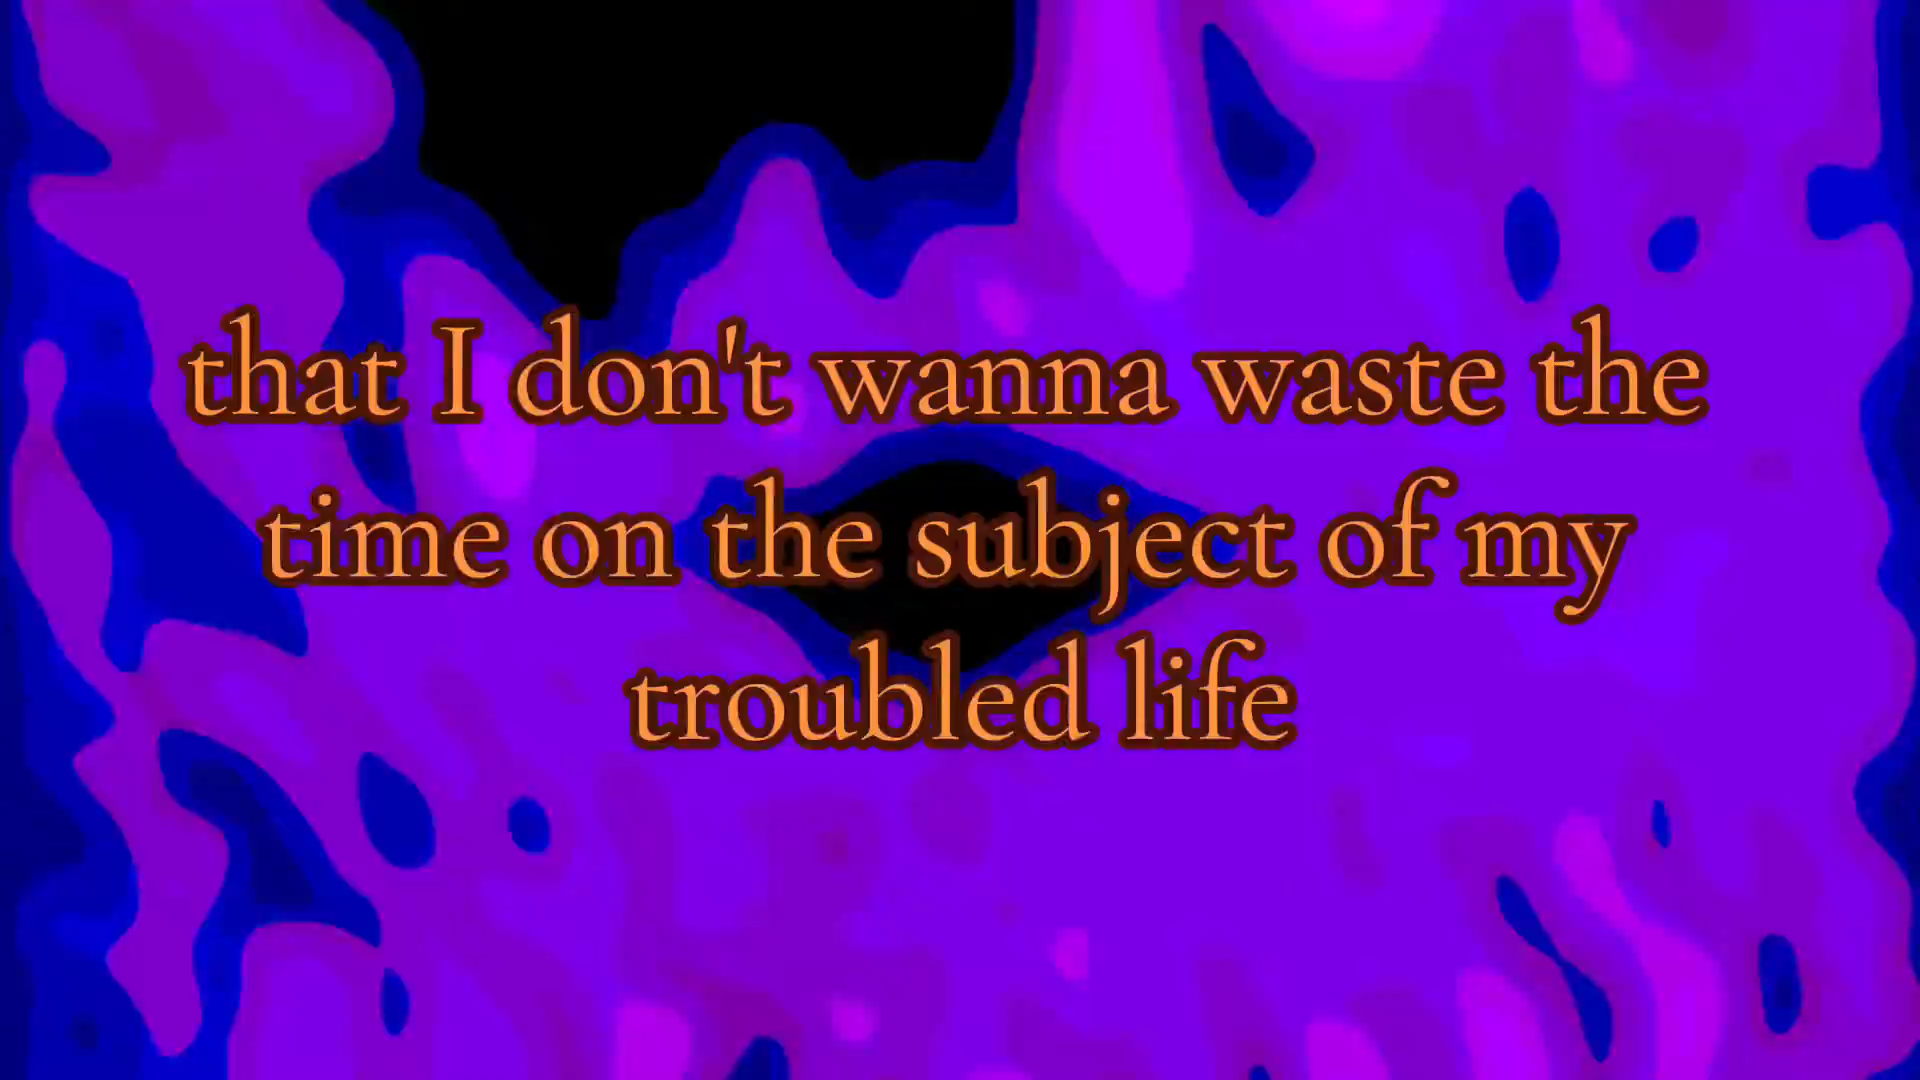 that I don't wanna waste the
time on the subject of my
troubled life